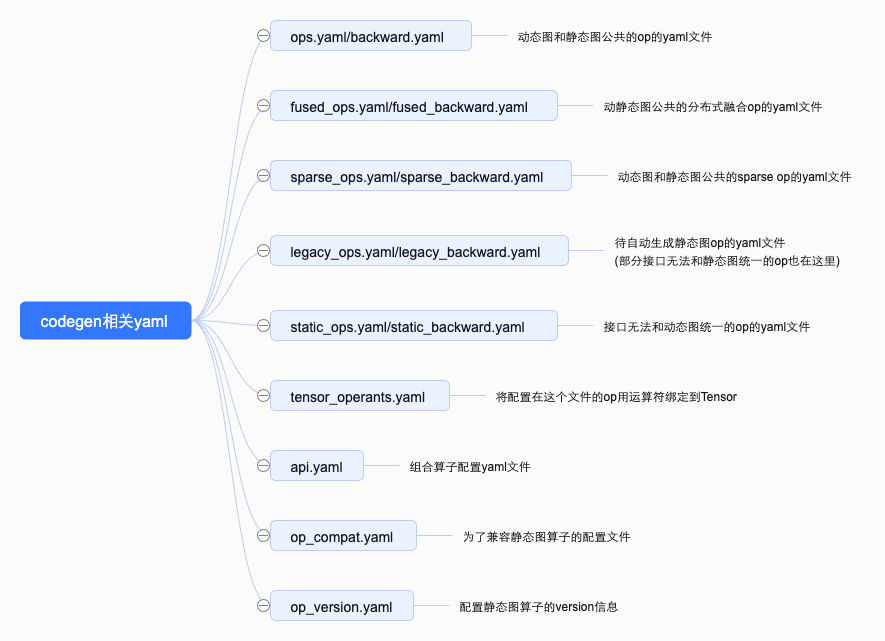 codegen相关yaml
ops.yaml/backward.yaml
动态图和静态图公共的op的yaml文件
fused_ops.yaml/fused_backward.yaml
动静态图公共的分布式融合op的yaml文件
sparse_ops.yaml/sparse_backward.yaml
动态图和静态图公共的sparse op的yaml文件
legacy_ops.yaml/legacy_backward.yaml
待自动生成静态图op的yaml文件
(部分接口无法和静态图统一的op也在这里)
static_ops.yaml/static_backward.yaml
接口无法和动态图统一的op的yaml文件
tensor_operants.yaml
将配置在这个文件的op用运算符绑定到Tensor
api.yaml
组合算子配置yaml文件
op_compat.yaml
为了兼容静态图算子的配置文件
op_version.yaml
配置静态图算子的version信息